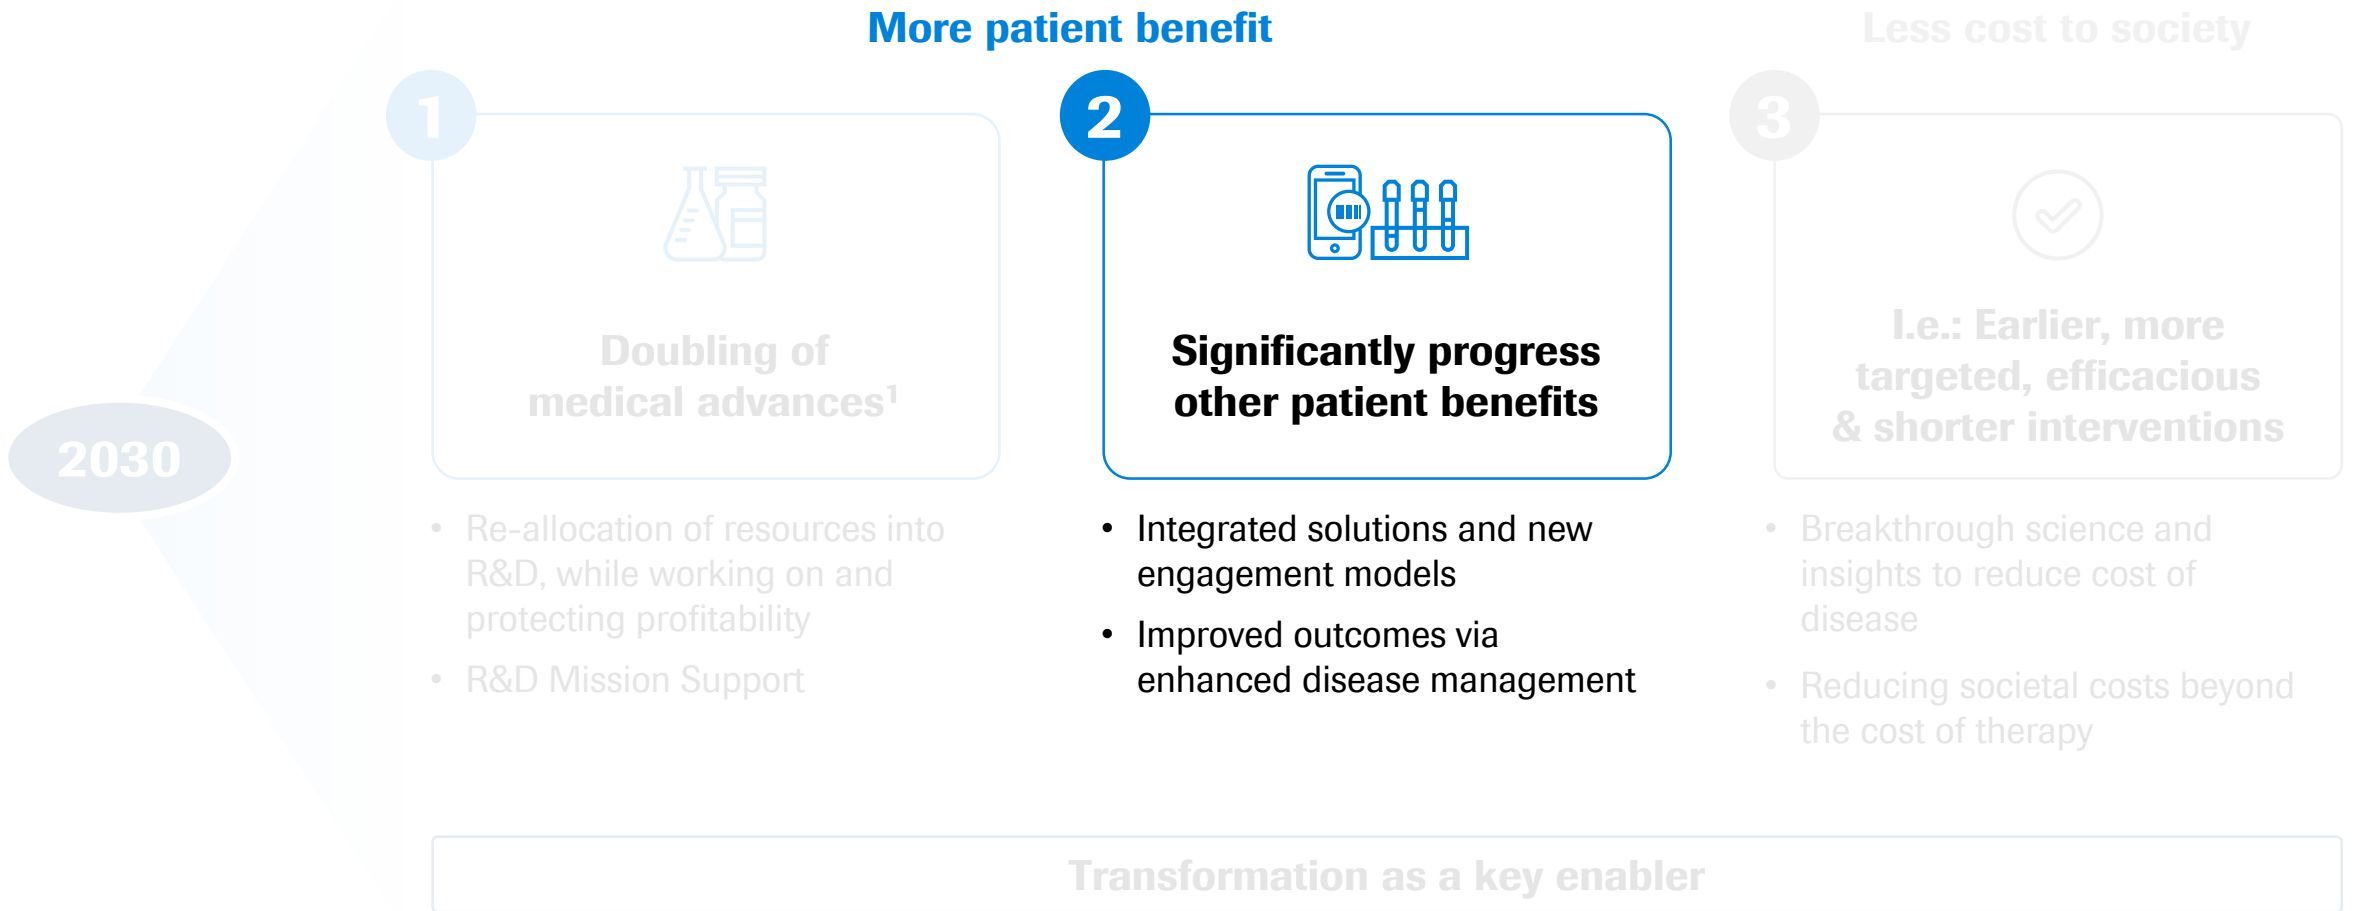 More patient benefit
Less cost to society
1
2
3
Doubling of
medical advances¹
Significantly progress
other patient benefits
I.e.: Earlier, more
targeted, efficacious
& shorter interventions
2030
• Re-allocation of resources into
R&D, while working on and
protecting profitability
• R&D Mission Support
• Integrated solutions and new
engagement models
• Improved outcomes via
enhanced disease management
• Breakthrough science and
insights to reduce cost of
disease
• Reducing societal costs beyond
the cost of therapy
Transformation as a key enabler